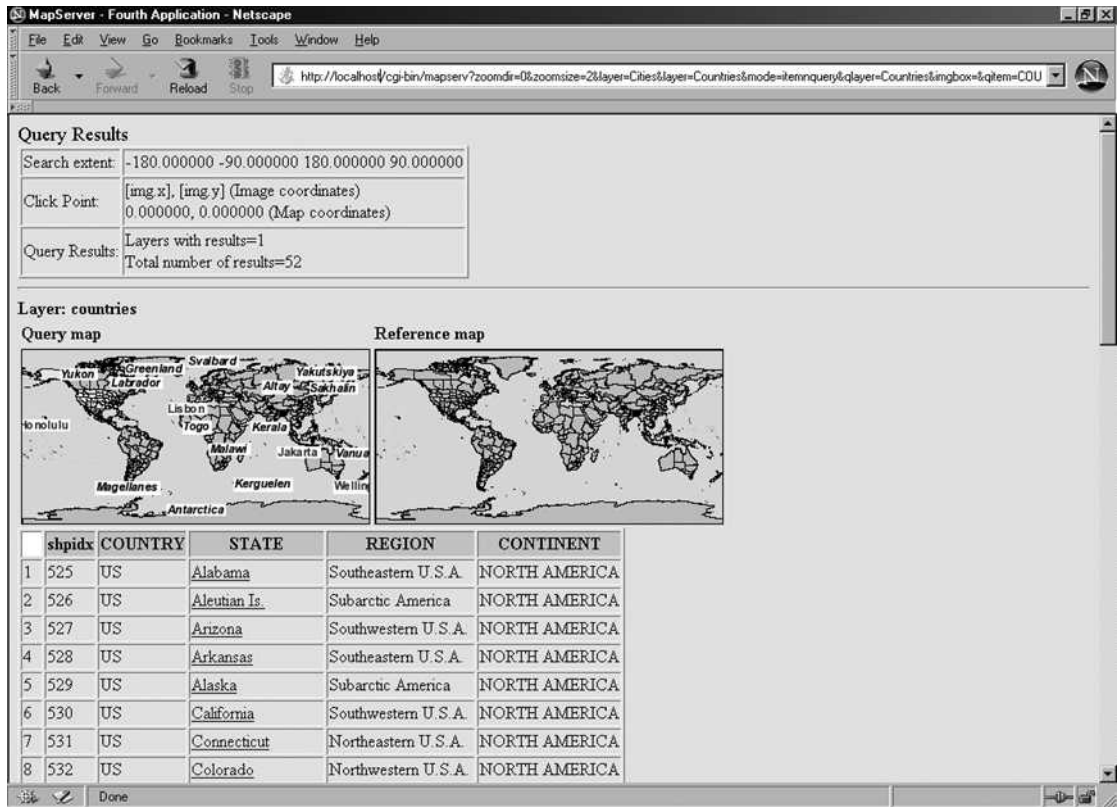 MapServer - Fourth Application - Netscape
File Edit View Go Bookmarks Tools Window Help
Back Forward Reload Stop http://localhost/cgi-bin/mapserv?zoomdir=0&zoomsize=2&layer=Cities&layer=Countries&mode=itemnquery&qlayer=Countries&imgbox=&qitem=COU
N
Query Results
Search extent: -180.000000 -90.000000 180.000000 90.000000
Click Point: [img.x], [img.y] (Image coordinates)
0.000000, 0.000000 (Map coordinates)
Query Results: Layers with results=1
Total number of results=52
Layer: countries
Query map Reference map
Svalbard
Yukon Greenland Yakutskiya
Labrador Altay Sakhalin
Lisbon
Honolulu Togo Kerala
Malawi Jakarta Vanua
Magellanes Kerguelen Welling
Antarctica
shpidx COUNTRY STATE REGION CONTINENT
1 525 US Alabama Southeastern U.S.A. NORTH AMERICA
2 526 US Aleutian Is. Subarctic America NORTH AMERICA
3 527 US Arizona Southwestern U.S.A. NORTH AMERICA
4 528 US Arkansas Southeastern U.S.A. NORTH AMERICA
5 529 US Alaska Subarctic America NORTH AMERICA
6 530 US California Southwestern U.S.A. NORTH AMERICA
7 531 US Connecticut Northeastern U.S.A. NORTH AMERICA
8 532 US Colorado Northwestern U.S.A. NORTH AMERICA
Done